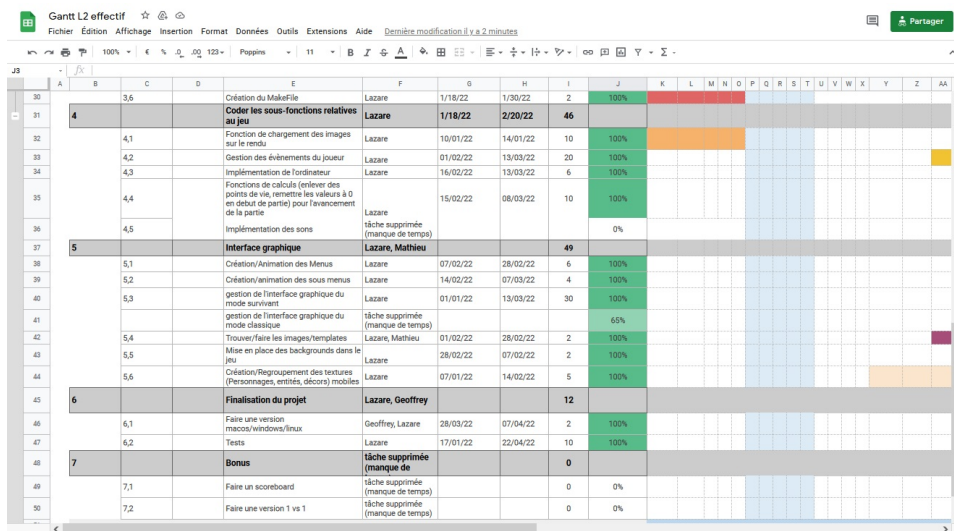 Gantt L2 effectif
Fichier Édition Affichage Insertion Format Données Outils Extensions Aide Dernière modification il y a 2 minutes
Partager
100% € % .0 .00 123 Poppins 11 B I S A
J3 fx
A B C D E F G H I J K L M N O P Q R S T U V W X Y Z AA
30 3,6 Création du MakeFile Lazare 1/18/22 1/30/22 2 100%
31 4 Coder les sous-fonctions relatives au jeu Lazare 1/18/22 2/20/22 46
32 4,1 Fonction de chargement des images sur le rendu Lazare 10/01/22 14/01/22 10 100%
33 4,2 Gestion des évènements du joueur Lazare 01/02/22 13/03/22 20 100%
34 4,3 Implémentation de l'ordinateur Lazare 16/02/22 13/03/22 6 100%
35 4,4 Fonctions de calculs (enlever des points de vie, remettre les valeurs à 0 en debut de partie) pour l'avancement de la partie Lazare 15/02/22 08/03/22 10 100%
36 4,5 Implémentation des sons tâche supprimée (manque de temps) 0%
37 5 Interface graphique Lazare, Mathieu 49
38 5,1 Création/Animation des Menus Lazare 07/02/22 28/02/22 6 100%
39 5,2 Création/animation des sous menus Lazare 14/02/22 07/03/22 4 100%
40 5,3 gestion de l'interface graphique du mode survivant Lazare 01/01/22 13/03/22 30 100%
41 gestion de l'interface graphique du mode classique tâche supprimée (manque de temps) 65%
42 5,4 Trouver/faire les images/templates Lazare, Mathieu 01/02/22 28/02/22 2 100%
43 5,5 Mise en place des backgrounds dans le jeu Lazare 28/02/22 07/02/22 2 100%
44 5,6 Création/Regroupement des textures (Personnages, entités, décors) mobiles Lazare 07/01/22 14/02/22 5 100%
45 6 Finalisation du projet Lazare, Geoffrey 12
46 6,1 Faire une version macos/windows/linux Geoffrey, Lazare 28/03/22 07/04/22 2 100%
47 6,2 Tests Lazare 17/01/22 22/04/22 10 100%
48 7 Bonus tâche supprimée (manque de 0
49 7,1 Faire un scoreboard tâche supprimée (manque de temps) 0 0%
50 7,2 Faire une version 1 vs 1 tâche supprimée (manque de temps) 0 0%